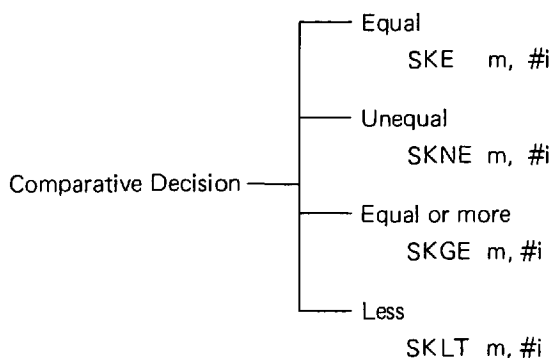 Equal
SKE m, #i
Unequal
SKNE m, #i
Comparative Decision
Equal or more
SKGE m, #i
Less
SKLT m, #i